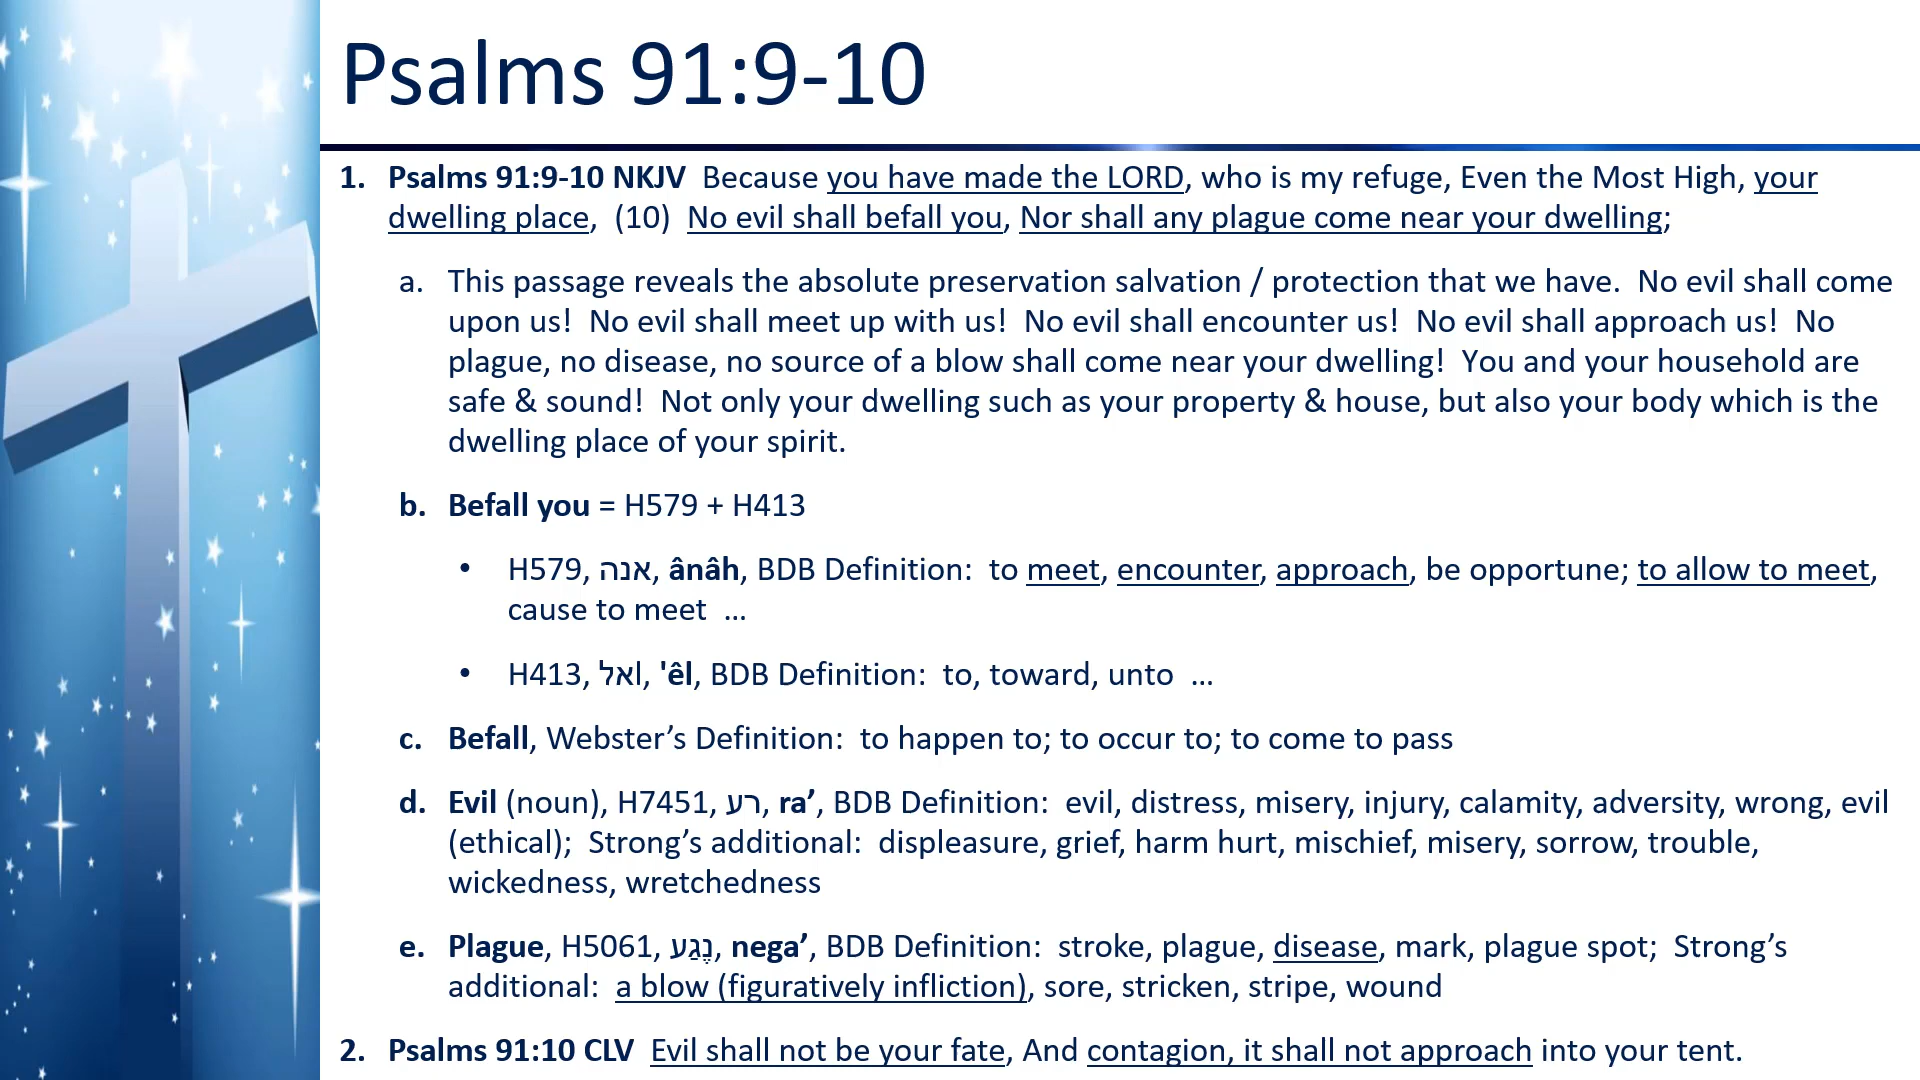 Psalms 91:9-10
1. Psalms 91:9-10 NKJV Because you have made the LORD, who is my refuge, Even the Most High, your
dwelling place, (10) No evil shall befall you, Nor shall any plague come near your dwelling;
a. This passage reveals the absolute preservation salvation / protection that we have. No evil shall come
upon us! No evil shall meet up with us! No evil shall encounter us! No evil shall approach us! No
plague, no disease, no source of a blow shall come near your dwelling! You and your household are
safe & sound! Not only your dwelling such as your property & house, but also your body which is the
dwelling place of your spirit.
b. Befall you = H579 + H413
• H579, אנה, ânâh, BDB Definition: to meet, encounter, approach, be opportune; to allow to meet,
cause to meet …
• H413, ואל, 'êl, BDB Definition: to, toward, unto …
c. Befall, Webster’s Definition: to happen to; to occur to; to come to pass
d. Evil (noun), H7451, רע, ra’, BDB Definition: evil, distress, misery, injury, calamity, adversity, wrong, evil
(ethical); Strong’s additional: displeasure, grief, harm hurt, mischief, misery, sorrow, trouble,
wickedness, wretchedness
e. Plague, H5061, נֶגַע, nega’, BDB Definition: stroke, plague, disease, mark, plague spot; Strong’s
additional: a blow (figuratively infliction), sore, stricken, stripe, wound
2. Psalms 91:10 CLV Evil shall not be your fate, And contagion, it shall not approach into your tent.